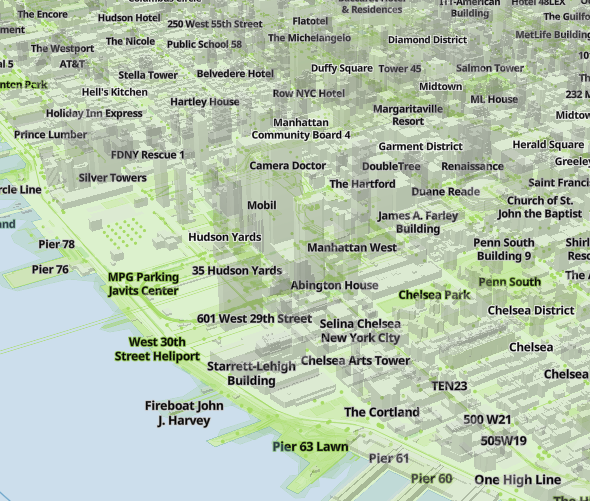 & Residences
ITT-American
Building
Hotel 48LEX
The Encore
Hudson Hotel
250 West 55th Street
Flatotel
The Guilfo
MetLife Building
The Nicole
Public School 58
The Michelangelo
Diamond District
The Westport
AT&T
Stella Tower
Belvedere Hotel
Duffy Square
Tower 45
Salmon Tower
Hell's Kitchen
Hartley House
Row NYC Hotel
Midtown
ML House
232 M
Holiday Inn Express
Margaritaville
Resort
Midtow
Prince Lumber
Manhattan
Community Board 4
FDNY Rescue 1
Garment District
Herald Square
Camera Doctor
DoubleTree
Renaissance
Greeley
Silver Towers
The Hartford
Duane Reade
Saint Francis
rcle Line
Mobil
James A. Farley
Building
Church of St.
John the Baptist
Pier 78
Hudson Yards
Manhattan West
Penn South
Building 9
Pier 76
MPG Parking
Javits Center
35 Hudson Yards
Abington House
Chelsea Park
Penn South
The A
601 West 29th Street
Selina Chelsea
New York City
Chelsea District
West 30th
Street Heliport
Starrett-Lehigh
Building
Chelsea Arts Tower
Chelsea
Chelsea
TEN23
Fireboat John
J. Harvey
The Cortland
500 W21
505W19
Pier 63 Lawn
Pier 61
Pier 60
One High Line